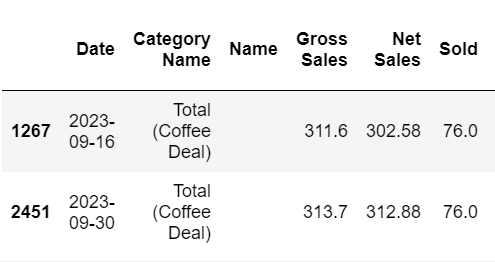 Date Category Name Name Gross Sales Net Sales Sold
1267 2023-09-16 Total (Coffee Deal) 311.6 302.58 76.0
2451 2023-09-30 Total (Coffee Deal) 313.7 312.88 76.0